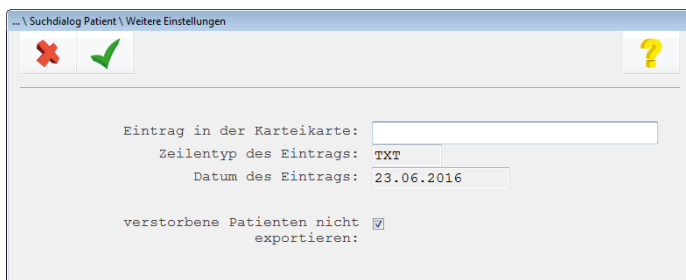 ... \ Suchdialog Patient \ Weitere Einstellungen
?
Eintrag in der Karteikarte:
Zeilentyp des Eintrags: TXT
Datum des Eintrags: 23.06.2016
verstorbene Patienten nicht
exportieren: